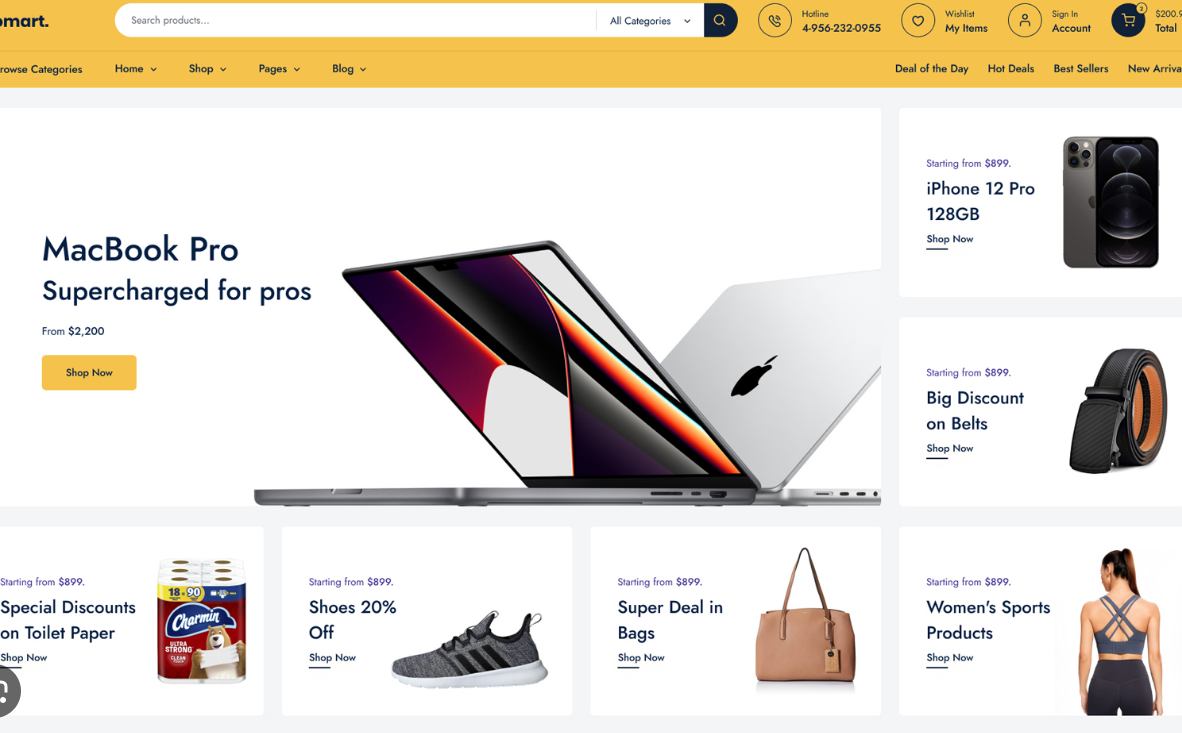 omart.
Search products...
All Categories
Hotline
4-956-232-0955
Wishlist
My Items
Sign In
Account
2
$200.9
Total
rowse Categories
Home
Shop
Pages
Blog
Deal of the Day
Hot Deals
Best Sellers
New Arriva
MacBook Pro
Supercharged for pros
From $2,200
Shop Now
Starting from $899.
iPhone 12 Pro
128GB
Shop Now
Starting from $899.
Big Discount
on Belts
Shop Now
Starting from $899.
Special Discounts
on Toilet Paper
Shop Now
18=90
Charmin
ULTRA
STRONG
CLEAN
Starting from $899.
Shoes 20%
Off
Shop Now
Starting from $899.
Super Deal in
Bags
Shop Now
Starting from $899.
Women's Sports
Products
Shop Now